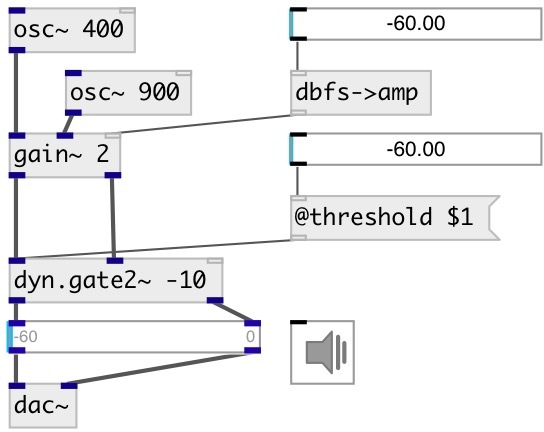 osc~ 400
-60.00
osc~ 900
dbfs->amp
gain~ 2
-60.00
@threshold $1
dyn.gate2~ -10
-60 0
dac~